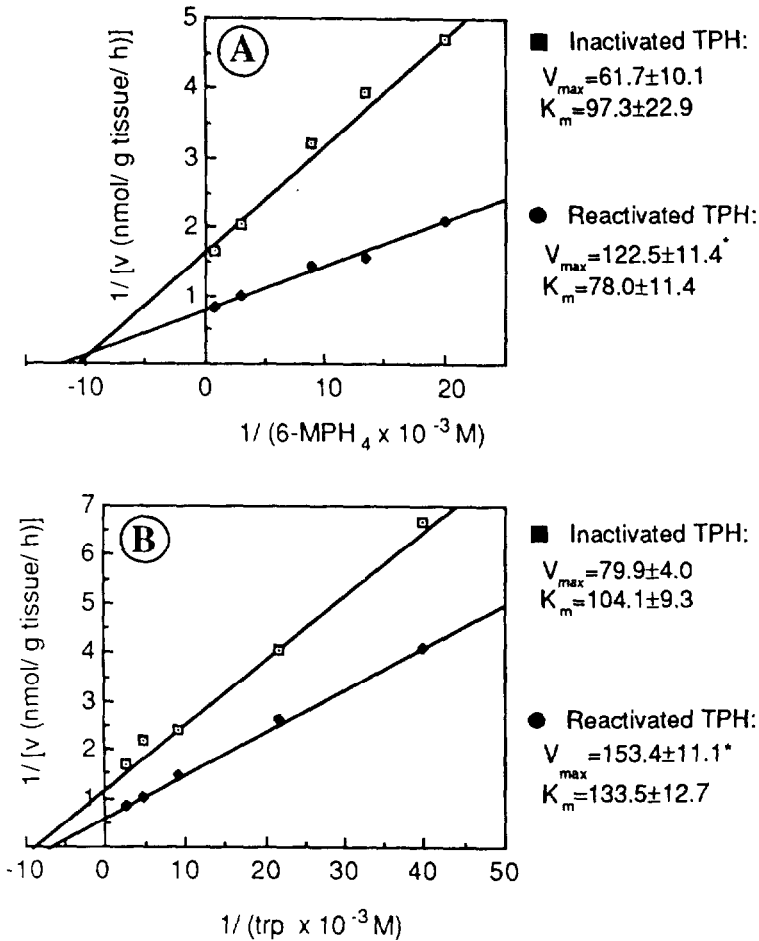 A
5
4
3
2
1
-10 0 10 20
1/ [v (nmol/ g tissue/ h)]
1/ (6-MPH4 x 10 -3 M)
Inactivated TPH:
Vmax=61.7±10.1
Km=97.3±22.9
Reactivated TPH:
Vmax=122.5±11.4*
Km=78.0±11.4
B
7
6
5
4
3
2
1
-10 0 10 20 30 40 50
1/ [v (nmol/ g tissue/ h)]
1/ (trp x 10 -3 M)
Inactivated TPH:
Vmax=79.9±4.0
Km=104.1±9.3
Reactivated TPH:
Vmax=153.4±11.1*
Km=133.5±12.7